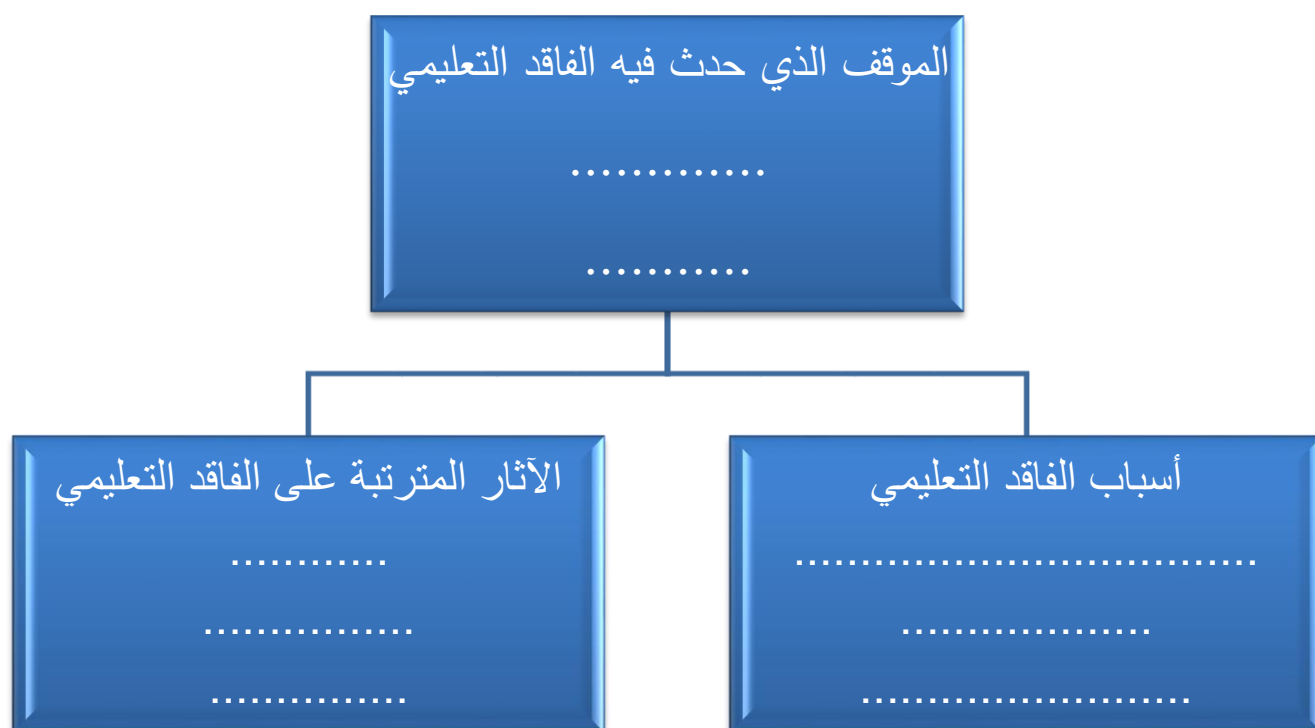 الموقف الذي حدث فيه الفاقد التعليمي
.............
...........
أسباب الفاقد التعليمي
...................................
...................
.........................
الآثار المترتبة على الفاقد التعليمي
............
................
...............